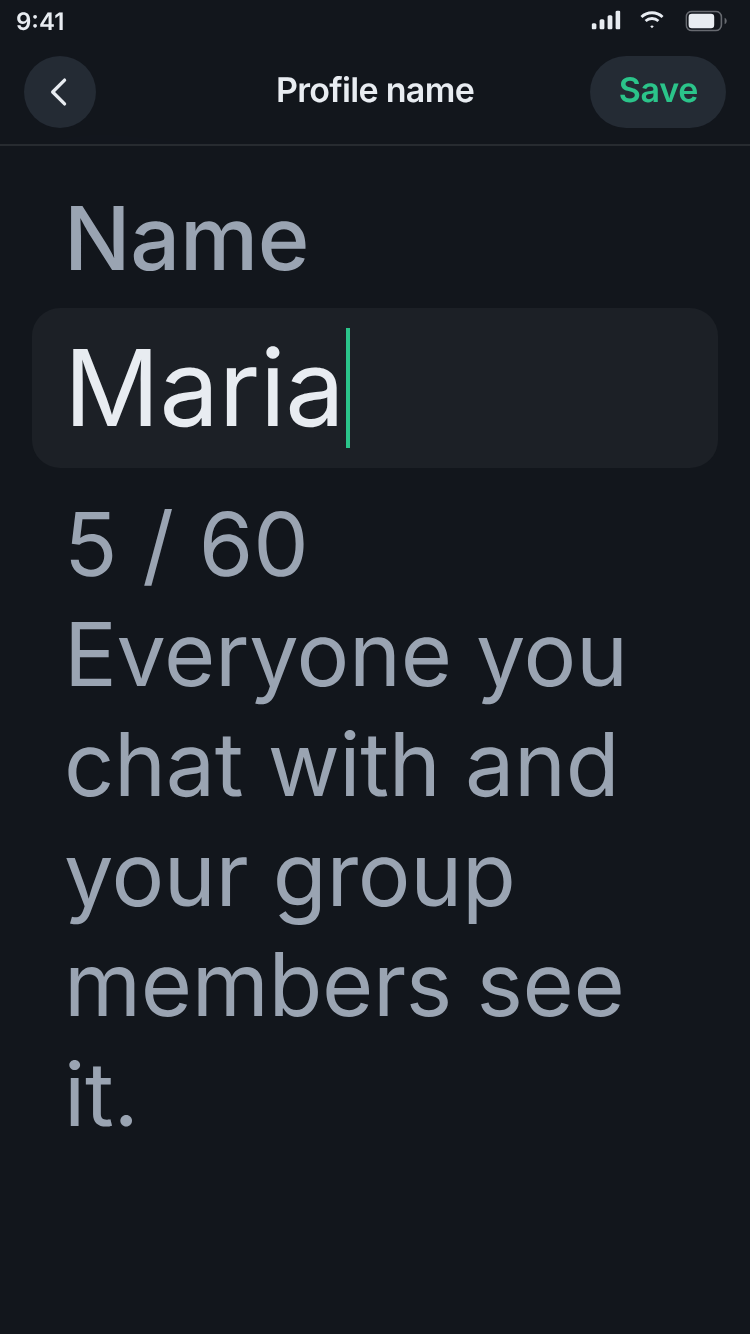 9:41
Profile name
Save
Name
Maria
5 / 60
Everyone you
chat with and
your group
members see
it.